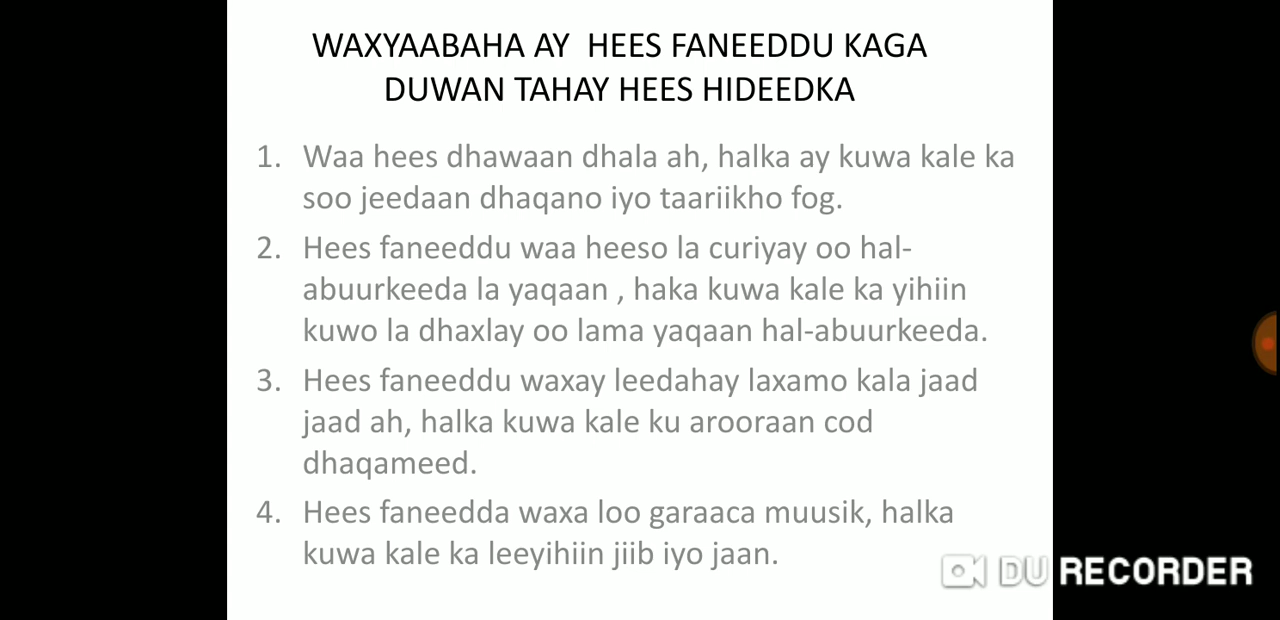 WAXYAABAHA AY HEES FANEEDDU KAGA
DUWAN TAHAY HEES HIDEEDKA
1. Waa hees dhawaan dhala ah, halka ay kuwa kale ka
soo jeedaan dhaqano iyo taariikho fog.
2. Hees faneeddu waa heeso la curiyay oo hal-
abuurkeeda la yaqaan , haka kuwa kale ka yihiin
kuwo la dhaxlay oo lama yaqaan hal-abuurkeeda.
3. Hees faneeddu waxay leedahay laxamo kala jaad
jaad ah, halka kuwa kale ku arooraan cod
dhaqameed.
4. Hees faneedda waxa loo garaaca muusik, halka
kuwa kale ka leeyihiin jiib iyo jaan.
DU RECORDER